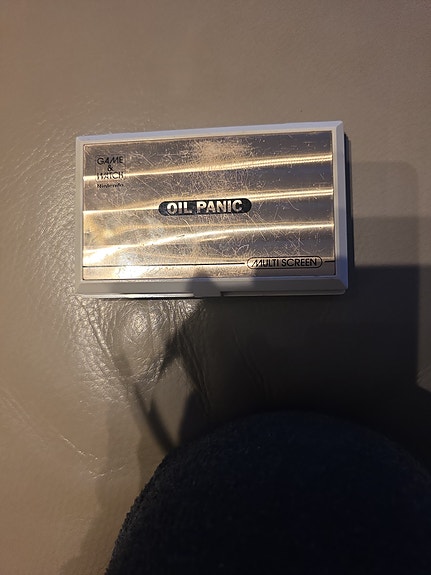 GAME
&
WATCH
Nintendo
OIL PANIC
MULTI SCREEN